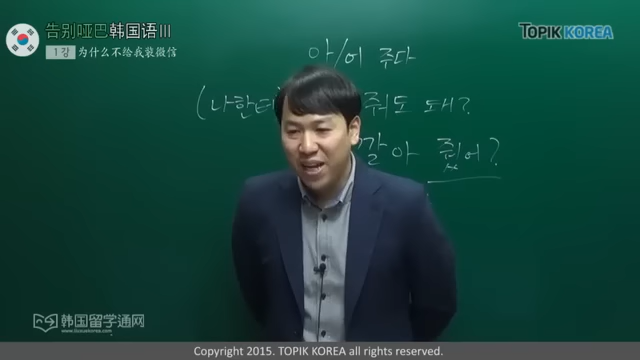 告别哑巴韩国语Ⅲ
1강 为什么不给我装微信
TOPIK KOREA
아/어 주다
(나한테 줘도 돼?
깔아 줬어?
韩国留学通网
Copyright 2015. TOPIK KOREA all rights reserved.